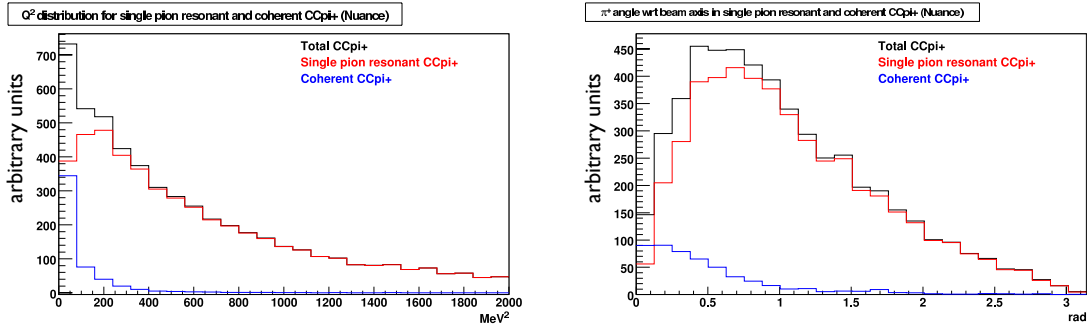 Q² distribution for single pion resonant and coherent CCpi+ (Nuance)
Total CCpi+
Single pion resonant CCpi+
Coherent CCpi+
arbitrary units
700
600
500
400
300
200
100
0
0 200 400 600 800 1000 1200 1400 1600 1800 2000
MeV²
π⁺ angle wrt beam axis in single pion resonant and coherent CCpi+ (Nuance)
Total CCpi+
Single pion resonant CCpi+
Coherent CCpi+
arbitrary units
450
400
350
300
250
200
150
100
50
0
0 0.5 1 1.5 2 2.5 3
rad